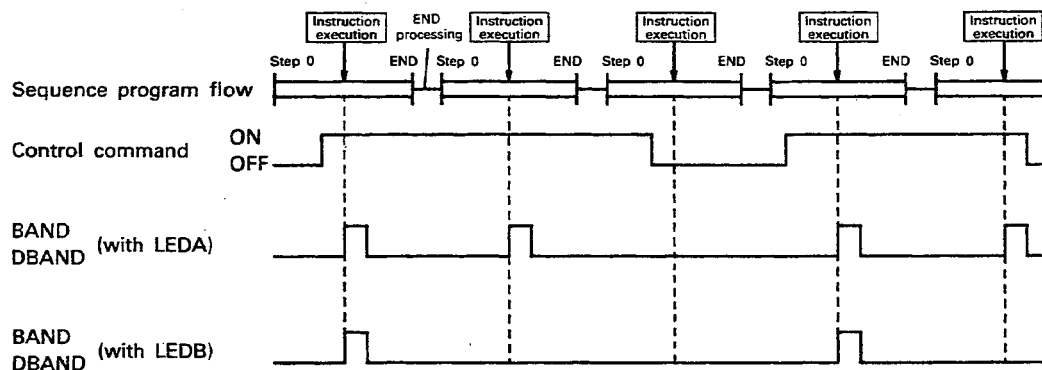 Instruction
execution
END
processing
Instruction
execution
Instruction
execution
Instruction
execution
Instruction
execution
Step 0
END
Step 0
END
Step 0
END
Step 0
END
Step 0
Sequence program flow
Control command
ON
OFF
BAND
DBAND
(with LEDA)
BAND
DBAND
(with LEDB)